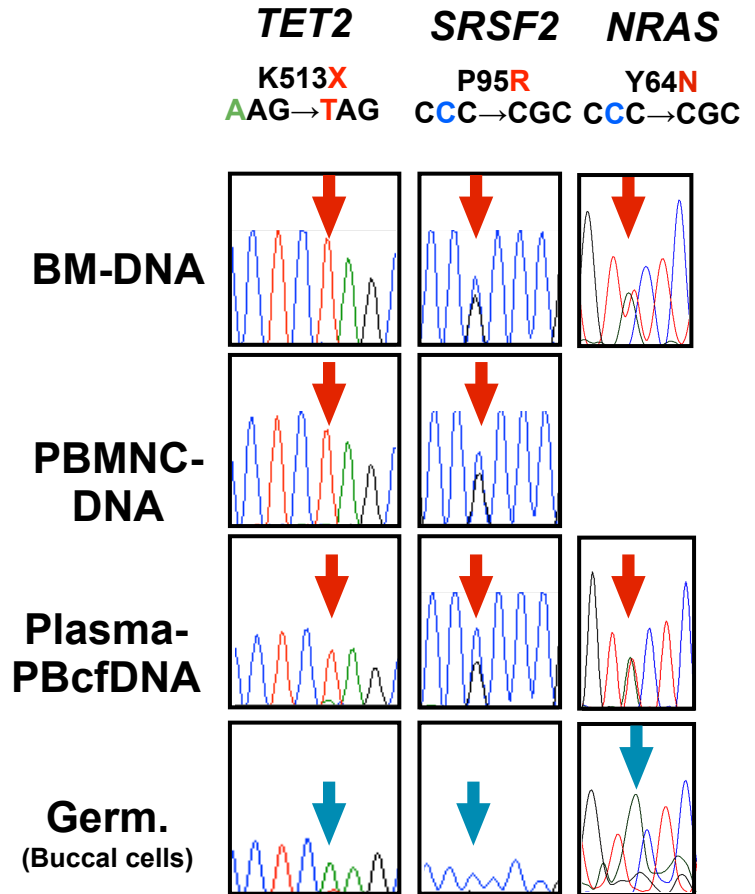 TET2 SRSF2 NRAS
K513X P95R Y64N
AAG→TAG CCC→CGC CCC→CGC
BM-DNA
PBMNC-
DNA
Plasma-
PBcfDNA
Germ.
(Buccal cells)